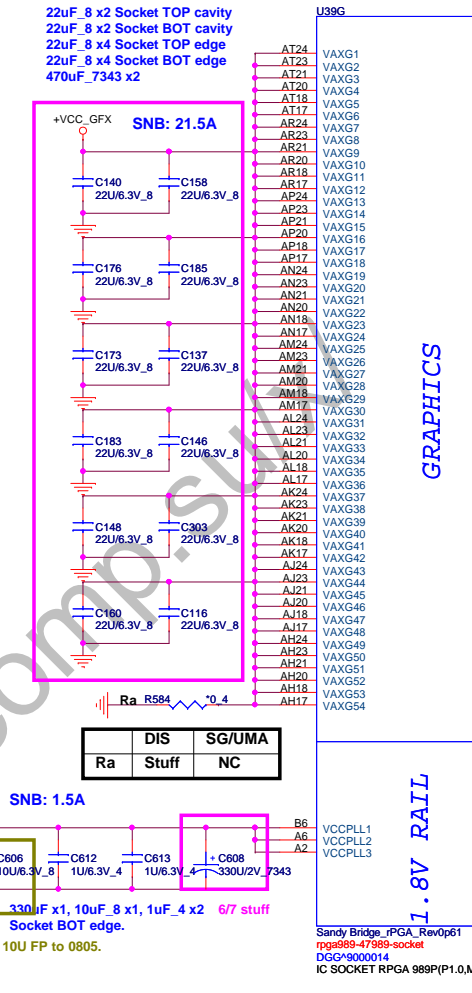 22uF_8 x2 Socket TOP cavity
22uF_8 x2 Socket BOT cavity
22uF_8 x4 Socket TOP edge
22uF_8 x4 Socket BOT edge
470uF_7343 x2
U39G
+VCC_GFX
SNB: 21.5A
C140
22U/6.3V_8
C158
22U/6.3V_8
C176
22U/6.3V_8
C185
22U/6.3V_8
C173
22U/6.3V_8
C137
22U/6.3V_8
C183
22U/6.3V_8
C146
22U/6.3V_8
C148
22U/6.3V_8
C303
22U/6.3V_8
C160
22U/6.3V_8
C116
22U/6.3V_8
AT24 VAXG1
AT23 VAXG2
AT21 VAXG3
AT20 VAXG4
AT18 VAXG5
AT17 VAXG6
AR24 VAXG7
AR23 VAXG8
AR21 VAXG9
AR20 VAXG10
AR18 VAXG11
AR17 VAXG12
AP24 VAXG13
AP23 VAXG14
AP21 VAXG15
AP20 VAXG16
AP18 VAXG17
AP17 VAXG18
AN24 VAXG19
AN23 VAXG20
AN21 VAXG21
AN20 VAXG22
AN18 VAXG23
AN17 VAXG24
AM24 VAXG25
AM23 VAXG26
AM21 VAXG27
AM20 VAXG28
AM18 VAXG29
AM17 VAXG30
AL24 VAXG31
AL23 VAXG32
AL21 VAXG33
AL20 VAXG34
AL18 VAXG35
AL17 VAXG36
AK24 VAXG37
AK23 VAXG38
AK21 VAXG39
AK20 VAXG40
AK18 VAXG41
AK17 VAXG42
AJ24 VAXG43
AJ23 VAXG44
AJ21 VAXG45
AJ20 VAXG46
AJ18 VAXG47
AJ17 VAXG48
AH24 VAXG49
AH23 VAXG50
AH21 VAXG51
AH20 VAXG52
AH18 VAXG53
AH17 VAXG54
GRAPHICS
Ra R584 *0_4
DIS SG/UMA
Ra Stuff NC
SNB: 1.5A
C606
10U/6.3V_8
C612
1U/6.3V_4
C613
1U/6.3V_4
+ C608
330U/2V_7343
B6 VCCPLL1
A6 VCCPLL2
A2 VCCPLL3
1.8V RAIL
330uF x1, 10uF_8 x1, 1uF_4 x2 6/7 stuff
Socket BOT edge.
10U FP to 0805.
Sandy Bridge_rPGA_Rev0p61
rpga989-47989-socket
DGG^9000014
IC SOCKET RPGA 989P(P1.0,M
omp.su/x/